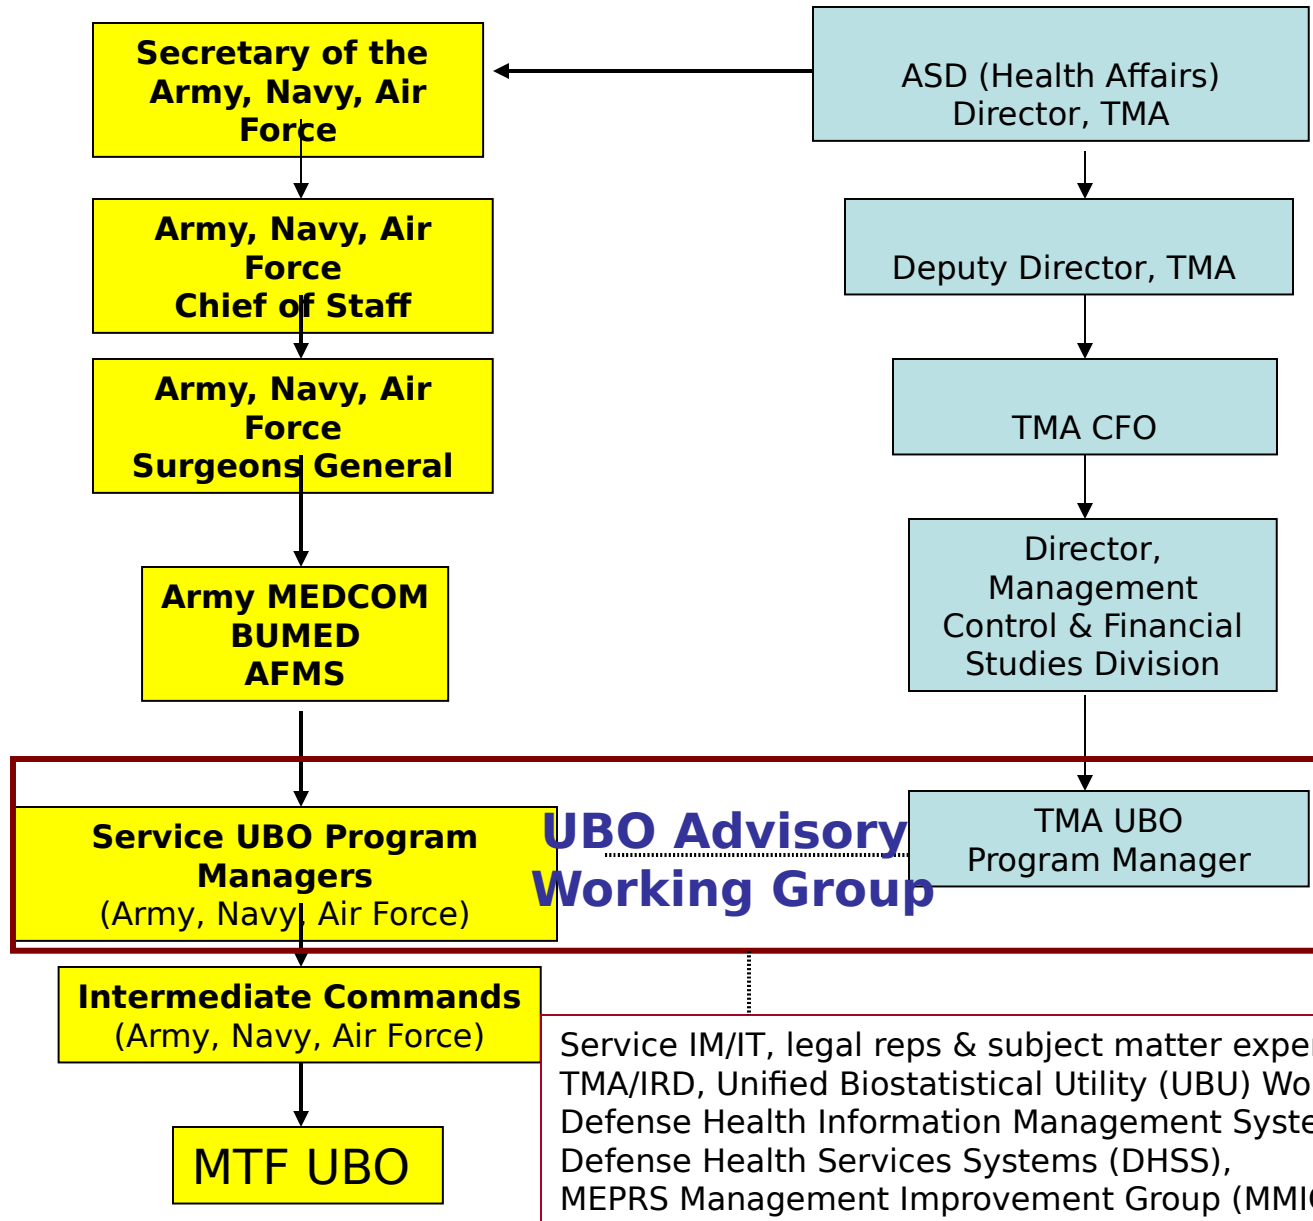 Secretary of the
Army, Navy, Air
Force
ASD (Health Affairs)
Director, TMA
Army, Navy, Air
Force
Chief of Staff
Deputy Director, TMA
Army, Navy, Air
Force
Surgeons General
TMA CFO
Army MEDCOM
BUMED
AFMS
Director,
Management
Control & Financial
Studies Division
Service UBO Program
Managers
(Army, Navy, Air Force)
UBO Advisory
Working Group
TMA UBO
Program Manager
Intermediate Commands
(Army, Navy, Air Force)
MTF UBO
Service IM/IT, legal reps & subject matter
TMA/IRD, Unified Biostatistical Utility (UBU)
Defense Health Information Management
Defense Health Services Systems (DHSS),
MEPRS Management Improvement Group